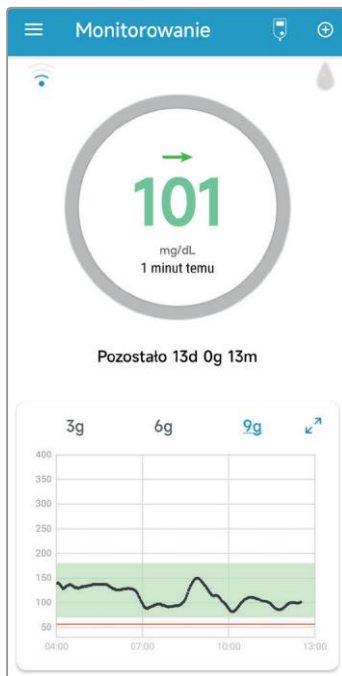 Monitorowanie
101
mg/dL
1 minut temu
Pozostało 13d 0g 13m
3g 6g 9g
400
350
300
250
200
150
100
50
04:00 07:00 10:00 13:00